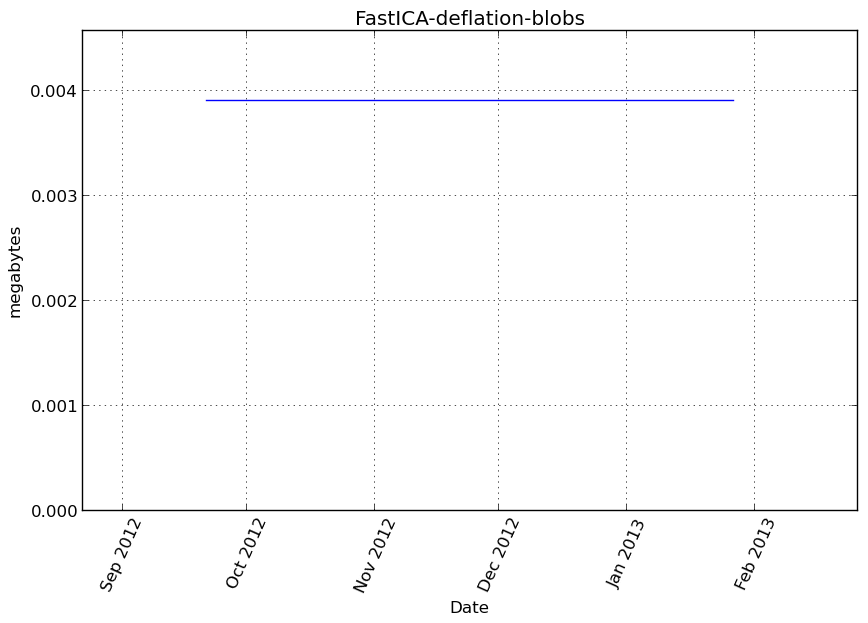 FastICA-deflation-blobs
0.004
0.003
0.002
0.001
0.000
megabytes
Sep 2012
Oct 2012
Nov 2012
Dec 2012
Jan 2013
Feb 2013
Date